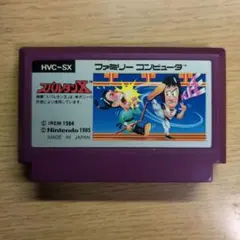 HVC-SX
ファミリー コンピュータ
スパルタンX
© IREM 1984
© Nintendo 1985
MADE IN JAPAN